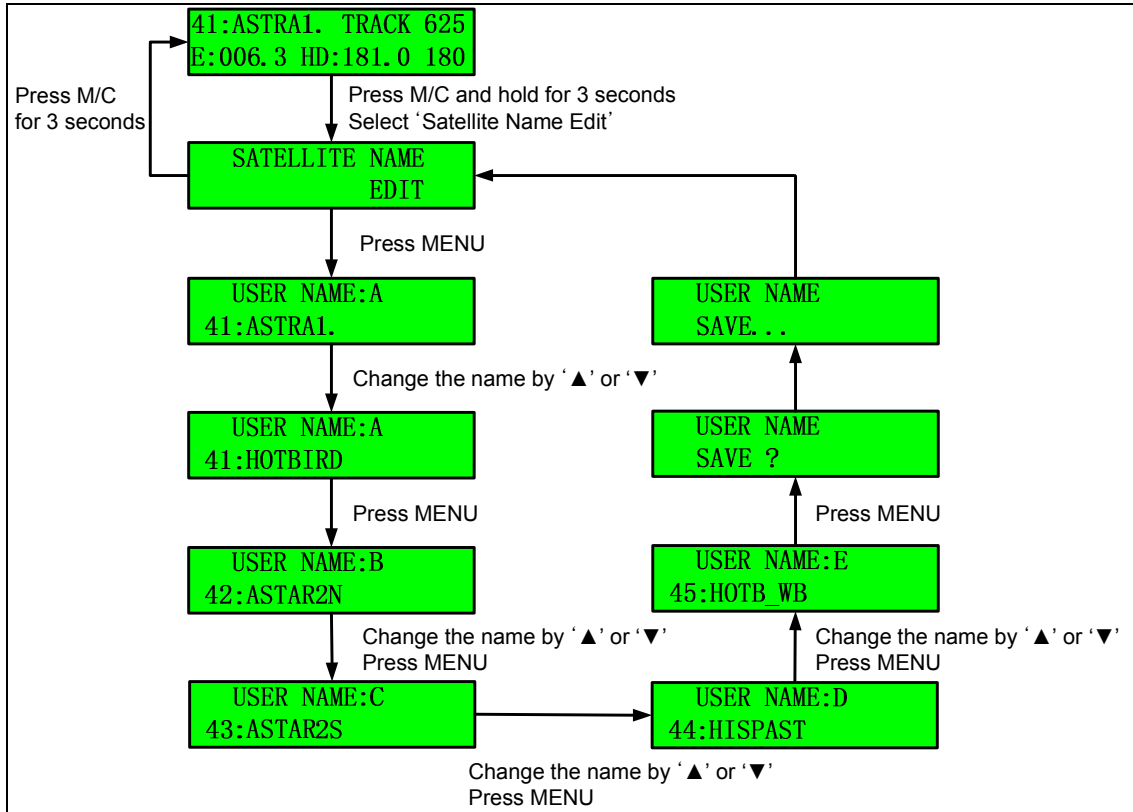 41:ASTRA1. TRACK 625
E:006.3 HD:181.0 180
Press M/C
for 3 seconds
Press M/C and hold for 3 seconds
Select ‘Satellite Name Edit’
SATELLITE NAME
EDIT
Press MENU
USER NAME:A
41:ASTRA1.
Change the name by ‘▲’ or ‘▼’
USER NAME:A
41:HOTBIRD
Press MENU
USER NAME:B
42:ASTAR2N
Change the name by ‘▲’ or ‘▼’
Press MENU
USER NAME:C
43:ASTAR2S
Change the name by ‘▲’ or ‘▼’
Press MENU
USER NAME:D
44:HISPAST
Change the name by ‘▲’ or ‘▼’
Press MENU
USER NAME:E
45:HOTB_WB
Press MENU
USER NAME
SAVE ?
USER NAME
SAVE...